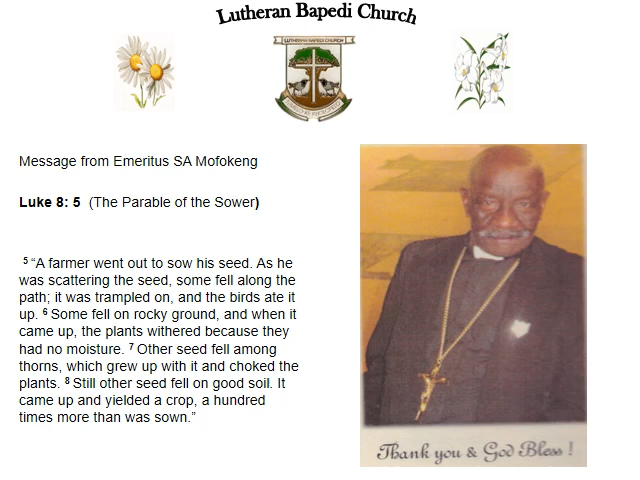 Lutheran Bapedi Church
LUTHERAN BAPEDI CHURCH
Message from Emeritus SA Mofokeng
Luke 8: 5  (The Parable of the Sower)
5 “A farmer went out to sow his seed. As he
was scattering the seed, some fell along the
path; it was trampled on, and the birds ate it
up. 6 Some fell on rocky ground, and when it
came up, the plants withered because they
had no moisture. 7 Other seed fell among
thorns, which grew up with it and choked the
plants. 8 Still other seed fell on good soil. It
came up and yielded a crop, a hundred
times more than was sown.”
Thank you & God Bless !